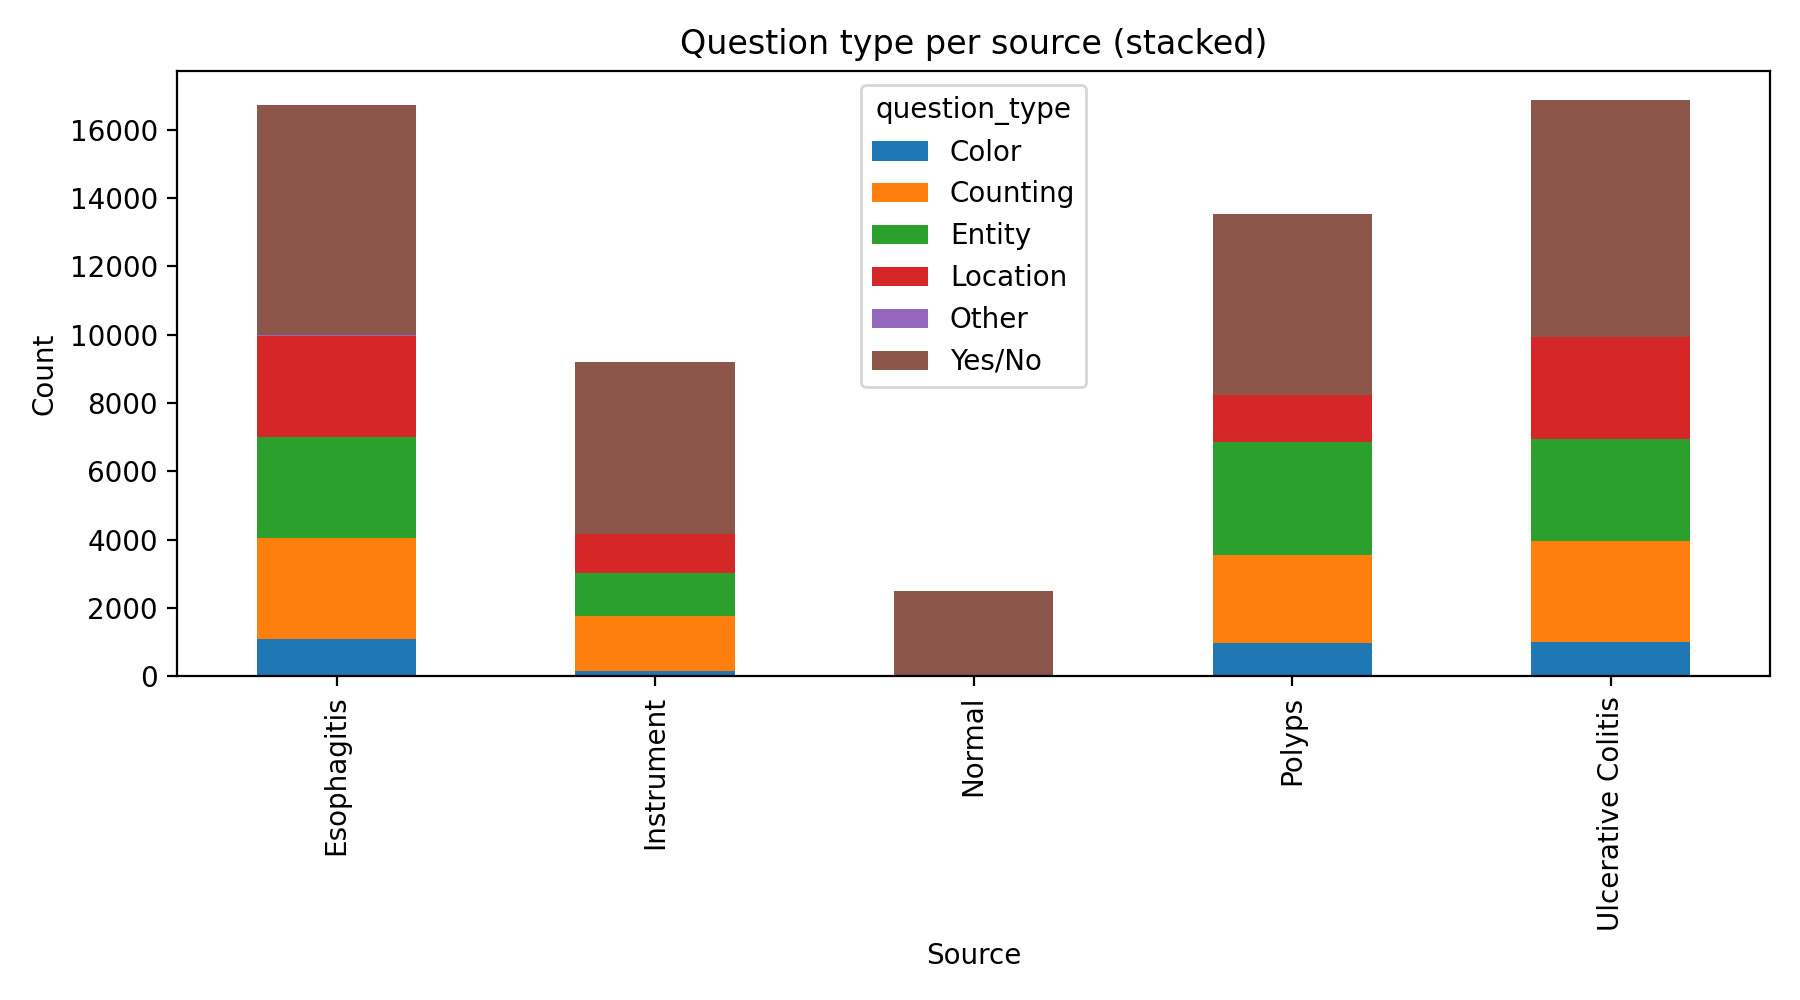 Question type per source (stacked)
question_type
Color
Counting
Entity
Location
Other
Yes/No
Count
16000
14000
12000
10000
8000
6000
4000
2000
0
Esophagitis
Instrument
Normal
Polyps
Ulcerative Colitis
Source